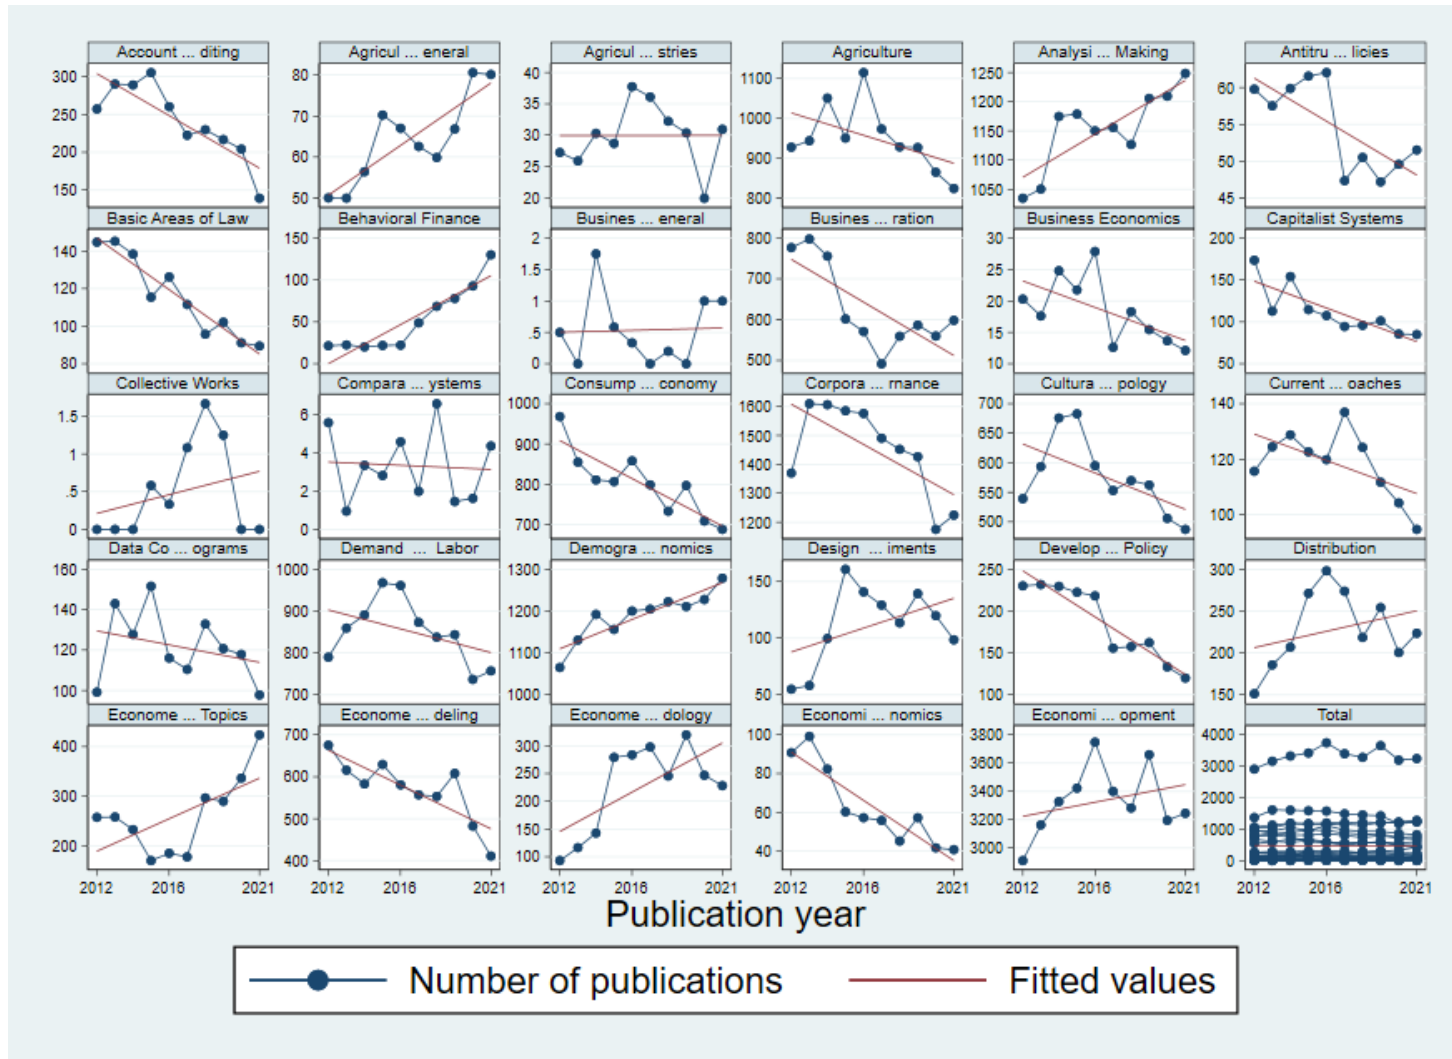 Account ... diting Agricul ... eneral Agricul ... stries Agriculture Analysi ... Making Antitru ... licies
300 80 40 1100 1250 60
250 70 35 1000 1200 55
200 60 30 900 1150 50
150 50 25 800 1100 45
20 1050
Basic Areas of Law Behavioral Finance Busines ... eneral Busines ... ration Business Economics Capitalist Systems
140 150 2 800 30 200
120 100 1.5 700 25 150
100 50 1 600 20 100
80 0 .5 500 15 50
0 10
Collective Works Compara ... ystems Consump ... conomy Corpora ... rnance Cultura ... pology Current ... oaches
1.5 6 1000 1600 700 140
1 4 900 1500 650 120
.5 2 800 1400 600 100
0 0 700 1300 550
1200 500
Data Co ... ograms Demand ... Labor Demogra ... nomics Design ... iments Develop ... Policy Distribution
160 1000 1300 150 250 300
140 900 1200 100 200 250
120 800 1100 50 150 200
100 700 1000 100 150
Econome ... Topics Econome ... deling Econome ... dology Economi ... nomics Economi ... opment Total
400 700 300 100 3800 4000
300 600 250 80 3600 3000
200 500 200 60 3400 2000
400 150 40 3200 1000
100 3000 0
2012 2016 2021 2012 2016 2021 2012 2016 2021 2012 2016 2021 2012 2016 2021 2012 2016 2021
Publication year
Number of publications Fitted values